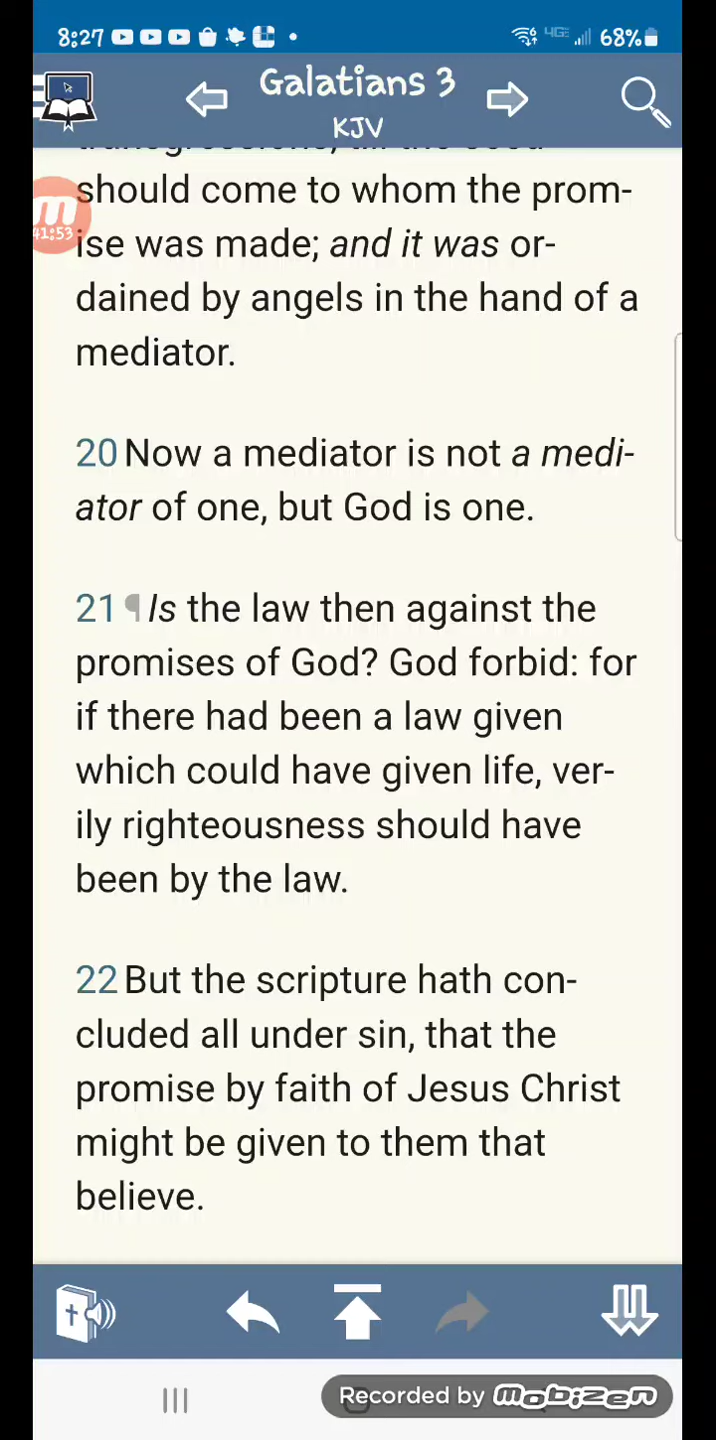 8:27
4GE 68%
Galatians 3
KJV
should come to whom the prom-
41:53
ise was made; and it was or-
dained by angels in the hand of a
mediator.
20 Now a mediator is not a medi-
ator of one, but God is one.
21 ¶ Is the law then against the
promises of God? God forbid: for
if there had been a law given
which could have given life, ver-
ily righteousness should have
been by the law.
22 But the scripture hath con-
cluded all under sin, that the
promise by faith of Jesus Christ
might be given to them that
believe.
Recorded by mobizen